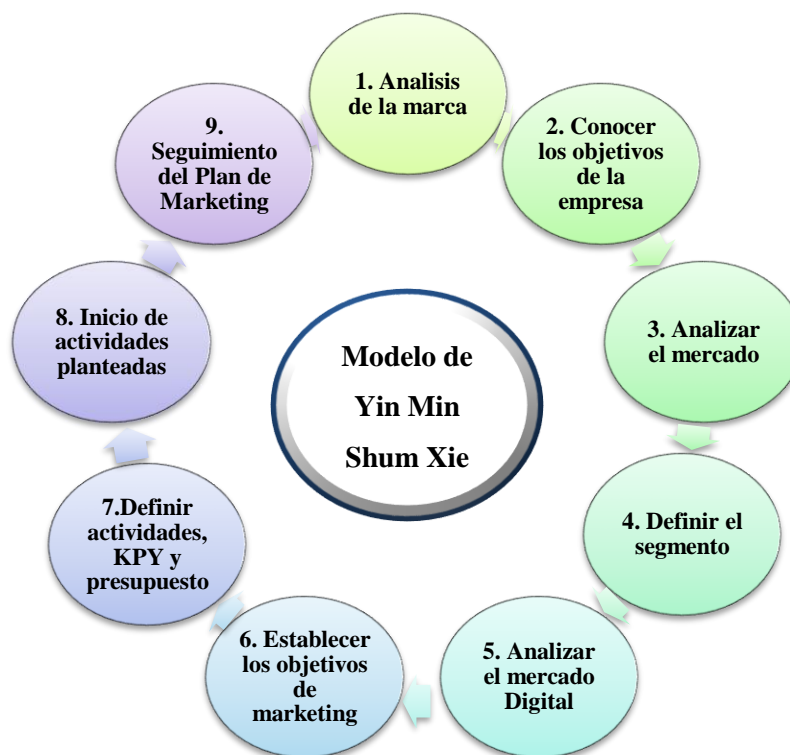 1. Analisis
de la marca
2. Conocer
los objetivos
de la
empresa
3. Analizar
el mercado
4. Definir el
segmento
5. Analizar
el mercado
Digital
6. Establecer
los objetivos
de
marketing
7.Definir
actividades,
KPY y
presupuesto
8. Inicio de
actividades
planteadas
9.
Seguimiento
del Plan de
Marketing
Modelo de
Yin Min
Shum Xie